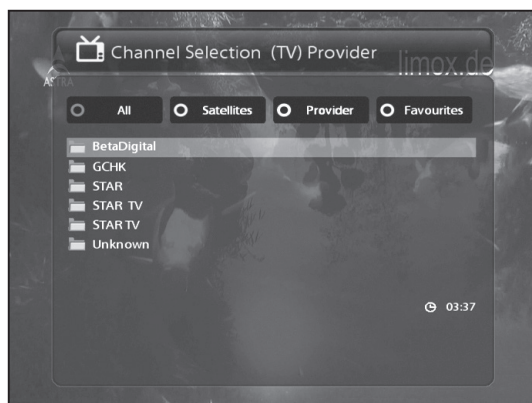 Channel Selection (TV) Provider
limox.de
ASTRA
All Satellites Provider Favourites
BetaDigital
GCHK
STAR
STAR TV
STAR TV
Unknown
03:37